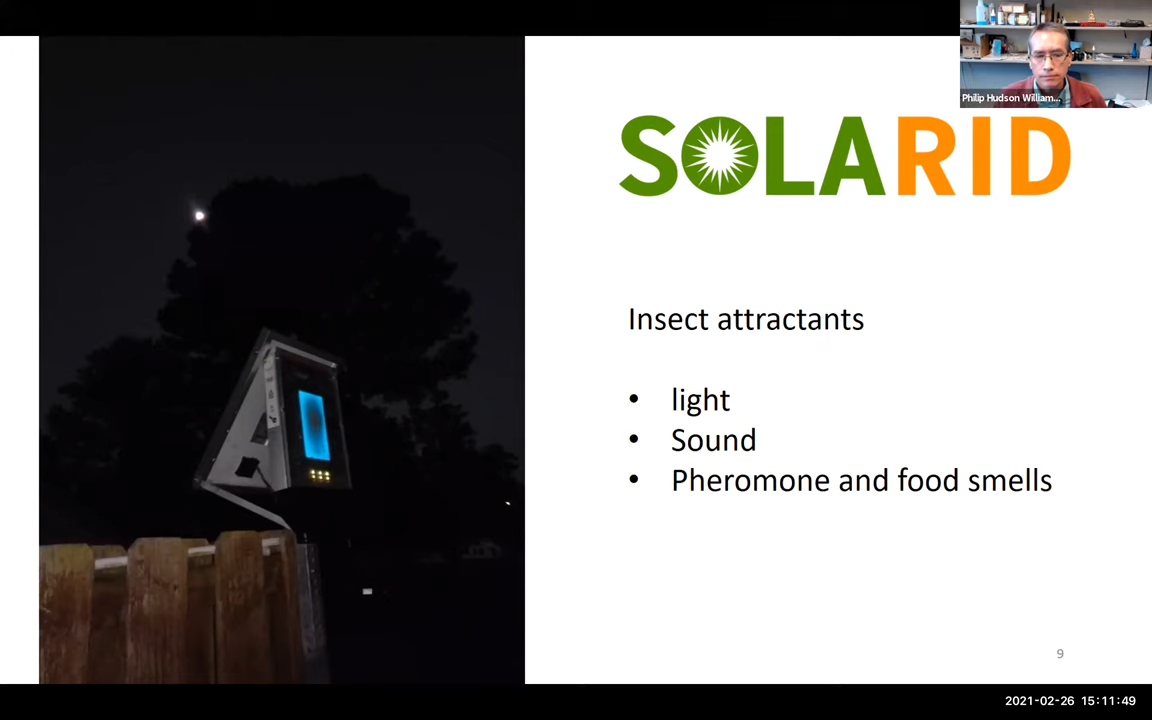 Philip Hudson William...
SOLARID
Insect attractants
• light
• Sound
• Pheromone and food smells
9
2021-02-26 15:11:49